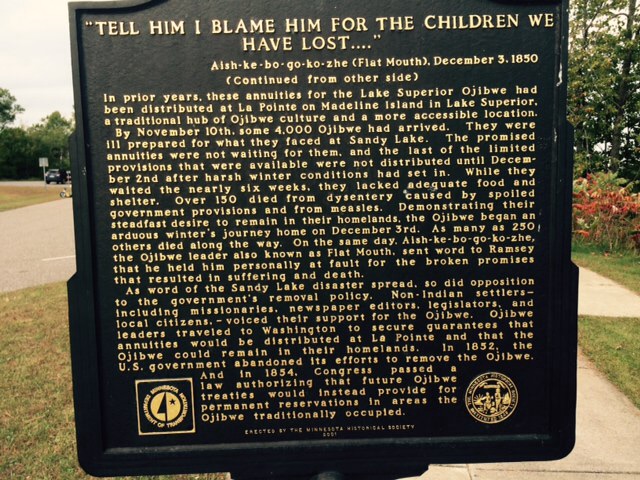 "TELL HIM I BLAME HIM FOR THE CHILDREN WE
HAVE LOST...."
Aish-ke-bo-go-ko-zhe (Flat Mouth), December 3, 1850
(Continued from other side)
In prior years, these annuities for the Lake Superior Ojibwe had
been distributed at La Pointe on Madeline Island in Lake Superior,
a traditional hub of Ojibwe culture and a more accessible location.
By November 10th, some 4,000 Ojibwe had arrived. They were
ill prepared for what they faced at Sandy Lake. The promised
annuities were not waiting for them, and the last of the limited
provisions that were available were not distributed until Decem-
ber 2nd after harsh winter conditions had set in. While they
waited the nearly six weeks, they lacked adequate food and
shelter. Over 150 died from dysentery caused by spoiled
government provisions and from measles. Demonstrating their
steadfast desire to remain in their homelands, the Ojibwe began an
arduous winter's journey home on December 3rd. As many as 250
others died along the way. On the same day, Aish-ke-bo-go-ko-zhe,
the Ojibwe leader also known as Flat Mouth, sent word to Ramsey
that he held him personally at fault for the broken promises
that resulted in suffering and death.
As word of the Sandy Lake disaster spread, so did opposition
to the government's removal policy. Non-Indian settlers-
including missionaries, newspaper editors, legislators, and
local citizens,-voiced their support for the Ojibwe. Ojibwe
leaders traveled to Washington to secure guarantees that
annuities would be distributed at La Pointe and that the
Ojibwe could remain in their homelands. In 1852, the
U.S. government abandoned its efforts to remove the Ojibwe.
And in 1854, Congress passed a
law authorizing that future Ojibwe
treaties would instead provide for
permanent reservations in areas the
Ojibwe traditionally occupied.
MINNESOTA
DEPARTMENT OF TRANSPORTATION
ERECTED BY THE MINNESOTA HISTORICAL SOCIETY
2001